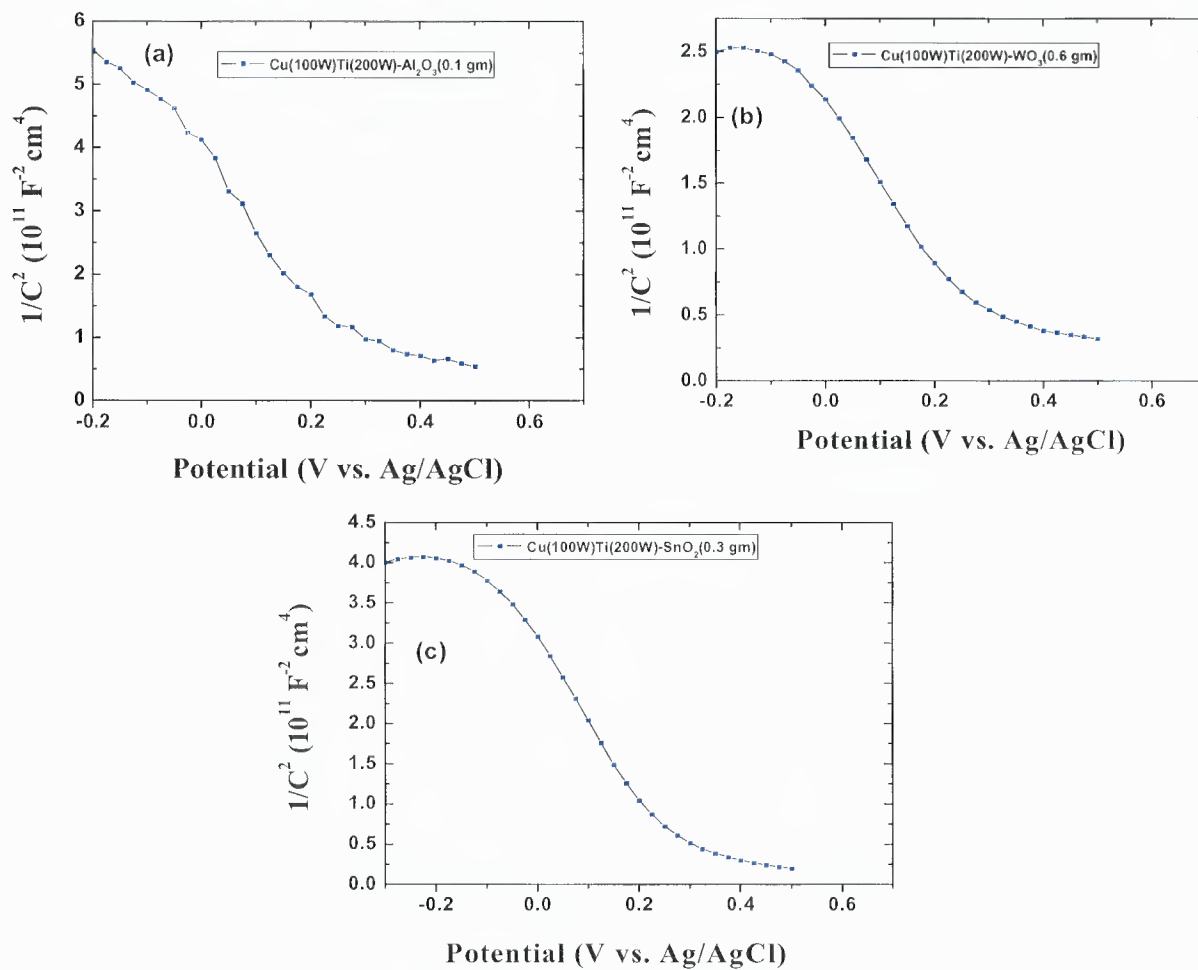 (a)
Cu(100W)Ti(200W)-Al₂O₃(0.1 gm)
1/C² (10¹¹ F⁻² cm⁴)
6
5
4
3
2
1
0
-0.2 0.0 0.2 0.4 0.6
Potential (V vs. Ag/AgCl)
(b)
Cu(100W)Ti(200W)-WO₃(0.6 gm)
1/C² (10¹¹ F⁻² cm⁴)
2.5
2.0
1.5
1.0
0.5
0.0
-0.2 0.0 0.2 0.4 0.6
Potential (V vs. Ag/AgCl)
(c)
Cu(100W)Ti(200W)-SnO₂(0.3 gm)
1/C² (10¹¹ F⁻² cm⁴)
4.5
4.0
3.5
3.0
2.5
2.0
1.5
1.0
0.5
0.0
-0.2 0.0 0.2 0.4 0.6
Potential (V vs. Ag/AgCl)